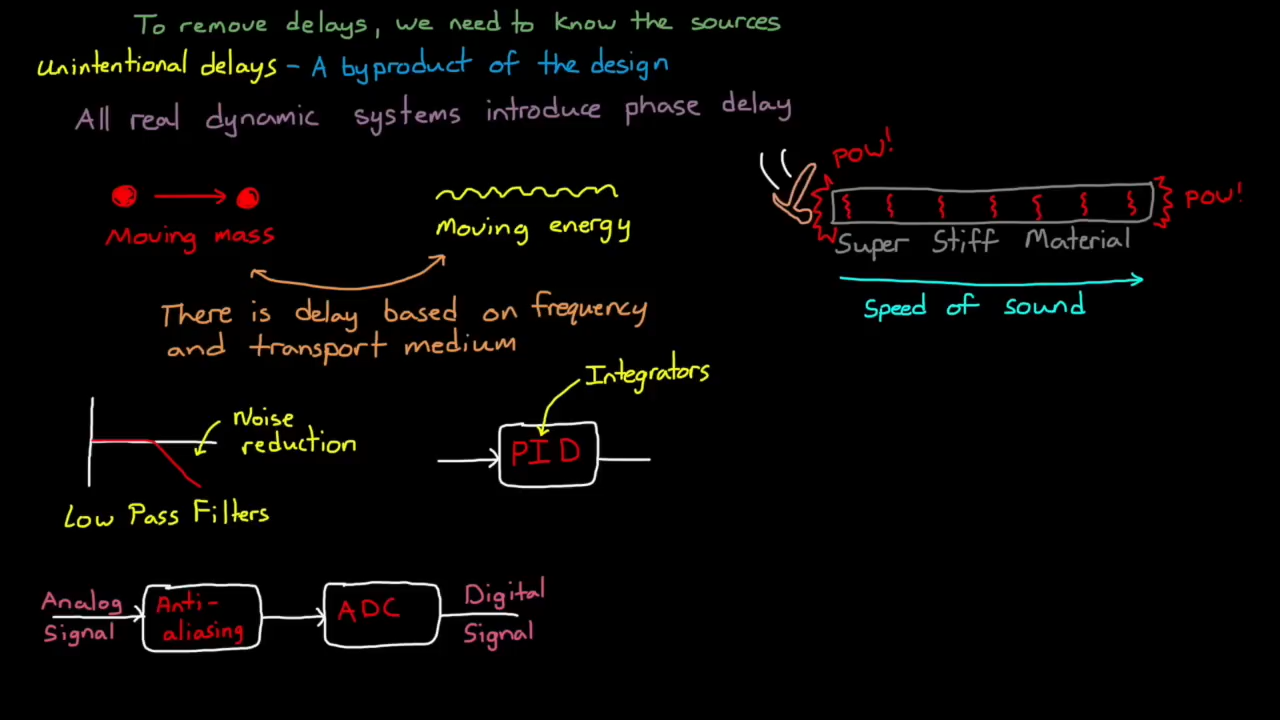 To remove delays, we need to know the sources
Unintentional delays - A byproduct of the design
All real dynamic systems introduce phase delay
POW!
POW!
Moving mass
Moving energy
Super Stiff Material
Speed of sound
There is delay based on frequency
and transport medium
Integrators
Noise
reduction
PID
Low Pass Filters
Analog
Signal
Anti-
aliasing
ADC
Digital
Signal